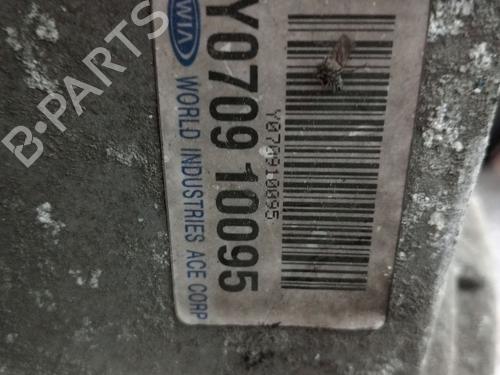 WIA
Y0709 10095
WORLD INDUSTRIES ACE CORP
Y070910095
B-PARTS